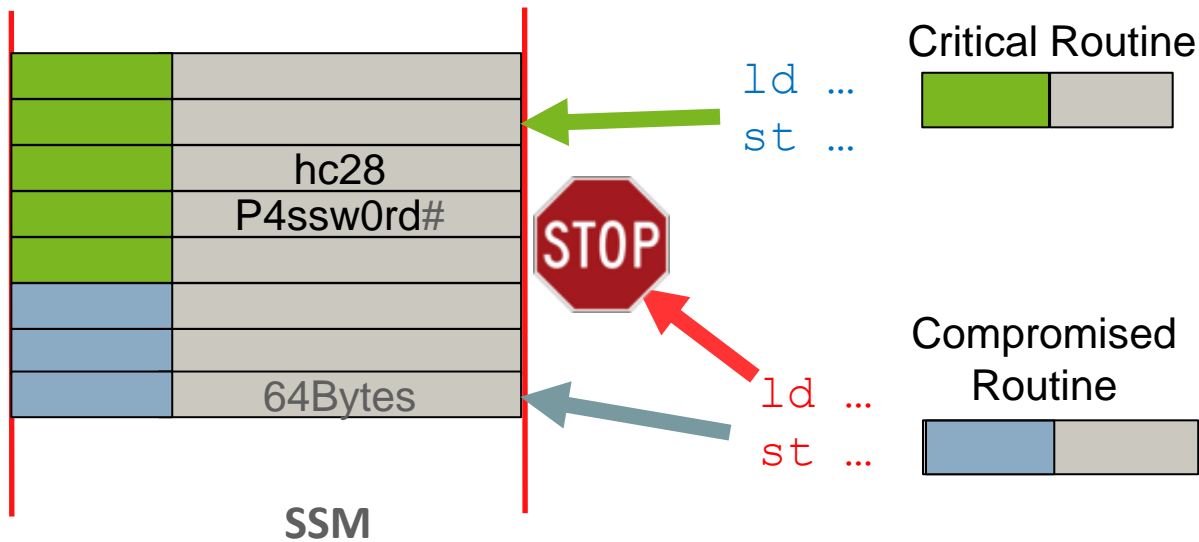 Critical Routine
ld …
st …
hc28
P4ssw0rd#
STOP
64Bytes
Compromised
Routine
ld …
st …
SSM